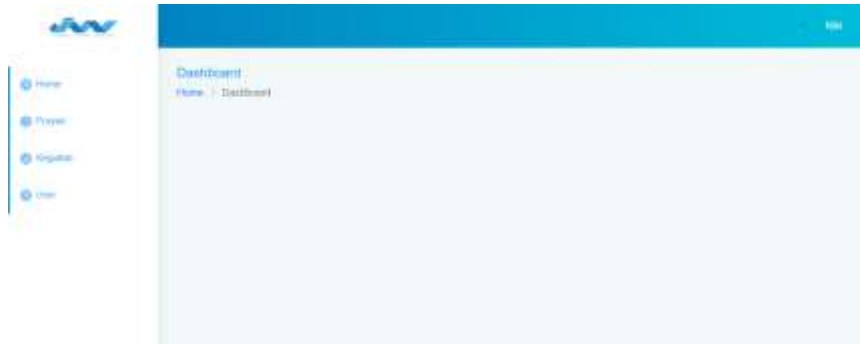 Dashboard
Home / Dashboard
Home
Proyek
Kegiatan
User